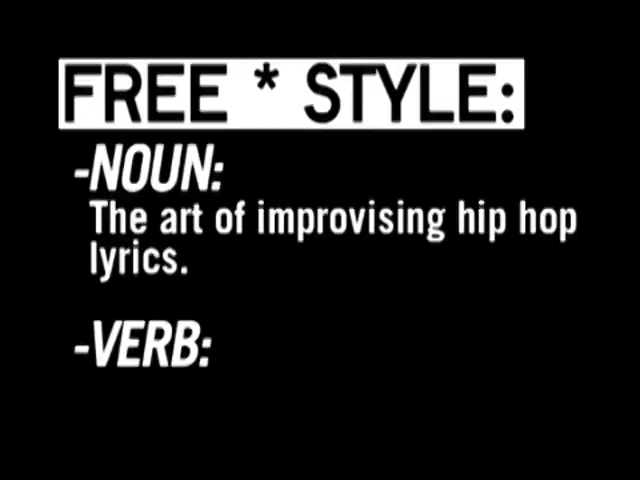 FREE * STYLE:
-NOUN:
The art of improvising hip hop
lyrics.
-VERB: